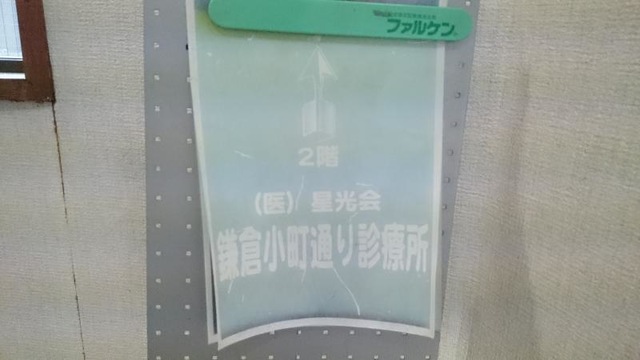 ファルケン
2階
(医) 星光会
鎌倉小町通り診療所